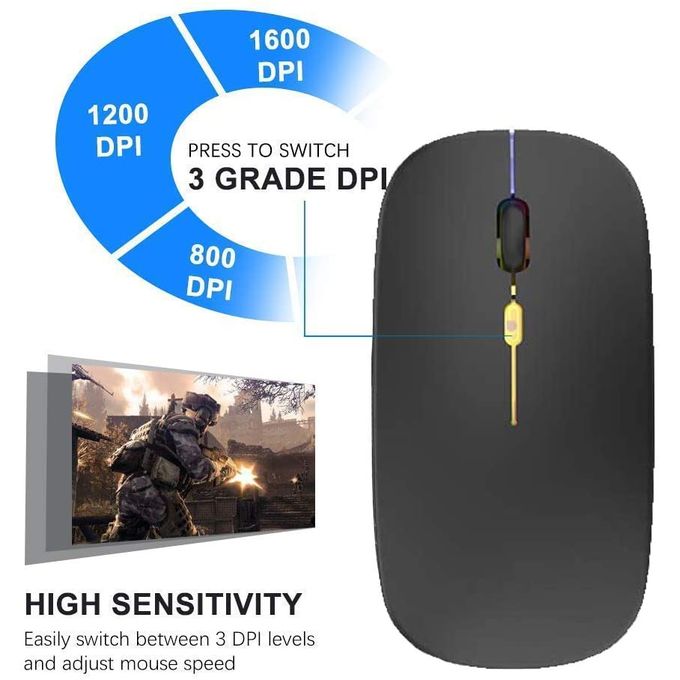 1600
DPI
1200
DPI
PRESS TO SWITCH
3 GRADE DPI
800
DPI
HIGH SENSITIVITY
Easily switch between 3 DPI levels
and adjust mouse speed